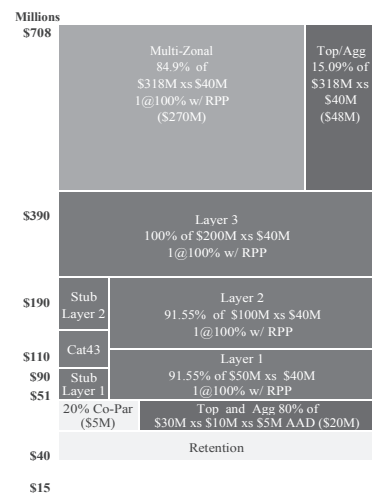 Millions
$708
Multi-Zonal
84.9% of
$318M xs $40M
1@100% w/ RPP
($270M)
Top/Agg
15.09% of
$318M xs
$40M
($48M)
$390
Layer 3
100% of $200M xs $40M
1@100% w/ RPP
$190
Stub
Layer 2
Layer 2
91.55% of $100M xs $40M
1@100% w/ RPP
$110
Cat43
$90
Stub
Layer 1
Layer 1
91.55% of $50M xs $40M
1@100% w/ RPP
$51
20% Co-Par
($5M)
Top and Agg 80% of
$30M xs $10M xs $5M AAD ($20M)
$40
Retention
$15